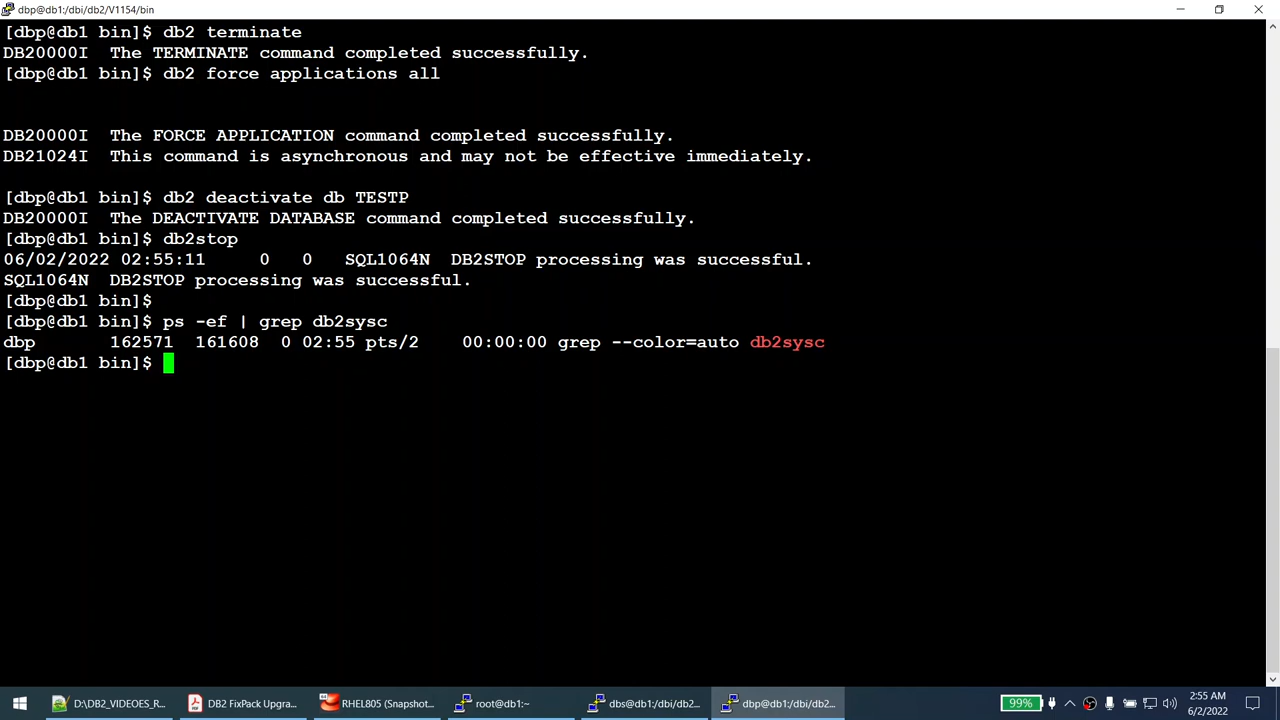 dbp@db1:/dbi/db2/V1154/bin
[dbp@db1 bin]$ db2 terminate
DB20000I  The TERMINATE command completed successfully.
[dbp@db1 bin]$ db2 force applications all
DB20000I  The FORCE APPLICATION command completed successfully.
DB21024I  This command is asynchronous and may not be effective immediately.
[dbp@db1 bin]$ db2 deactivate db TESTP
DB20000I  The DEACTIVATE DATABASE command completed successfully.
[dbp@db1 bin]$ db2stop
06/02/2022 02:55:11     0   0   SQL1064N  DB2STOP processing was successful.
SQL1064N  DB2STOP processing was successful.
[dbp@db1 bin]$
[dbp@db1 bin]$ ps -ef | grep db2sysc
dbp       162571  161608  0 02:55 pts/2    00:00:00 grep --color=auto db2sysc
[dbp@db1 bin]$
D:\DB2_VIDEOES_R... DB2 FixPack Upgra... RHEL805 (Snapshot... root@db1:~ dbs@db1:/dbi/db2... dbp@db1:/dbi/db2... 99% 2:55 AM
6/2/2022